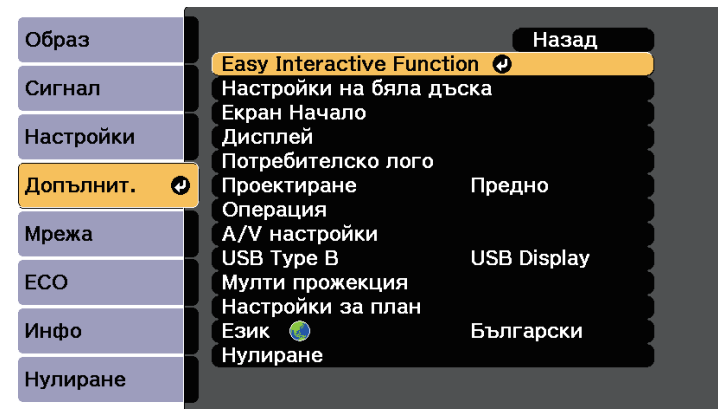 Образ
Сигнал
Настройки
Допълнит.
Мрежа
ECO
Инфо
Нулиране
Назад
Easy Interactive Function
Настройки на бяла дъска
Екран Начало
Дисплей
Потребителско лого
Проектиране Предно
Операция
A/V настройки
USB Type B USB Display
Мулти прожекция
Настройки за план
Език Български
Нулиране